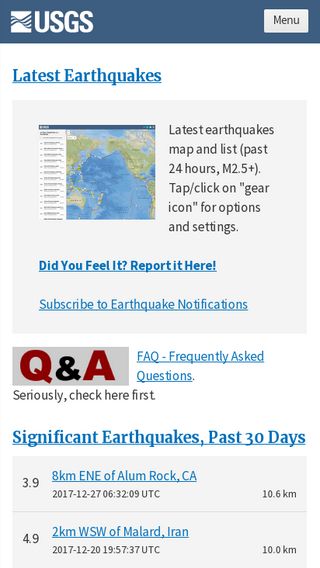 USGS
Menu
Latest Earthquakes
Latest earthquakes
map and list (past
24 hours, M2.5+).
Tap/click on "gear
icon" for options
and settings.
Did You Feel It? Report it Here!
Subscribe to Earthquake Notifications
Q&A
FAQ - Frequently Asked
Questions.
Seriously, check here first.
Significant Earthquakes, Past 30 Days
3.9
8km ENE of Alum Rock, CA
2017-12-27 06:32:09 UTC
10.6 km
4.9
2km WSW of Malard, Iran
2017-12-20 19:57:37 UTC
10.0 km